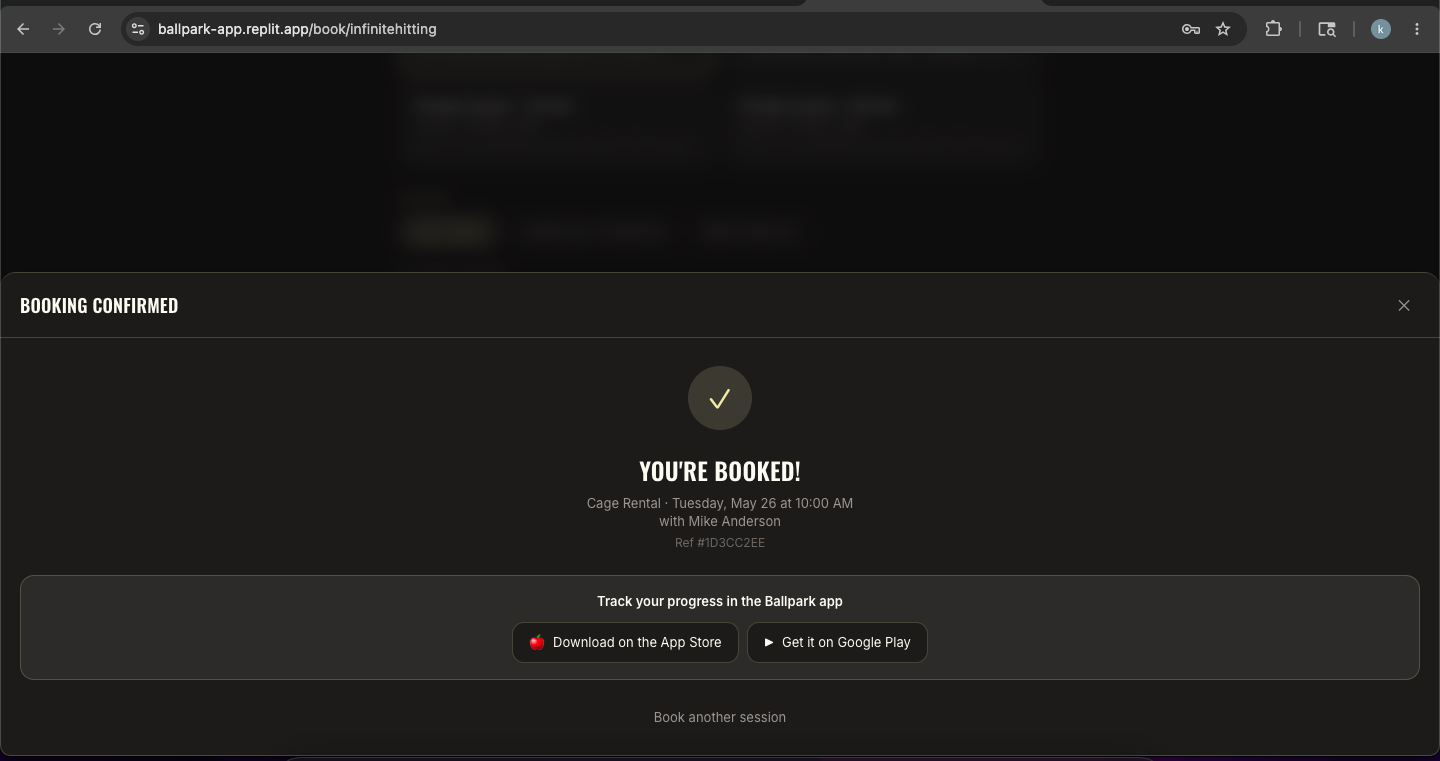 ballpark-app.replit.app/book/infinitehitting
k
BOOKING CONFIRMED
YOU'RE BOOKED!
Cage Rental · Tuesday, May 26 at 10:00 AM
with Mike Anderson
Ref #1D3CC2EE
Track your progress in the Ballpark app
Download on the App Store
Get it on Google Play
Book another session